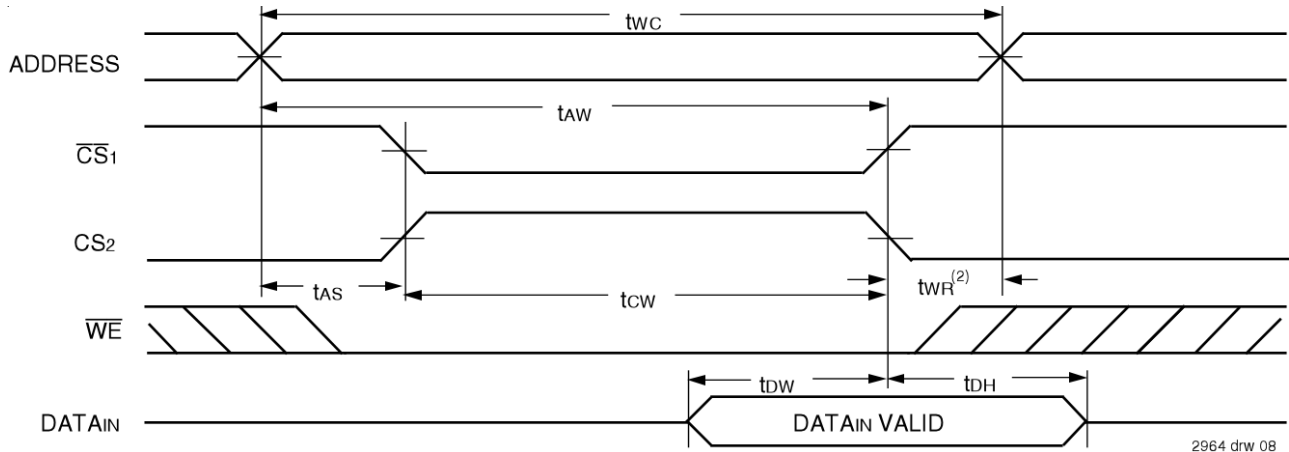 tWC
ADDRESS
tAW
CS1
CS2
tAS
tCW
tWR(2)
WE
tDW
tDH
DATAIN
DATAIN VALID
2964 drw 08